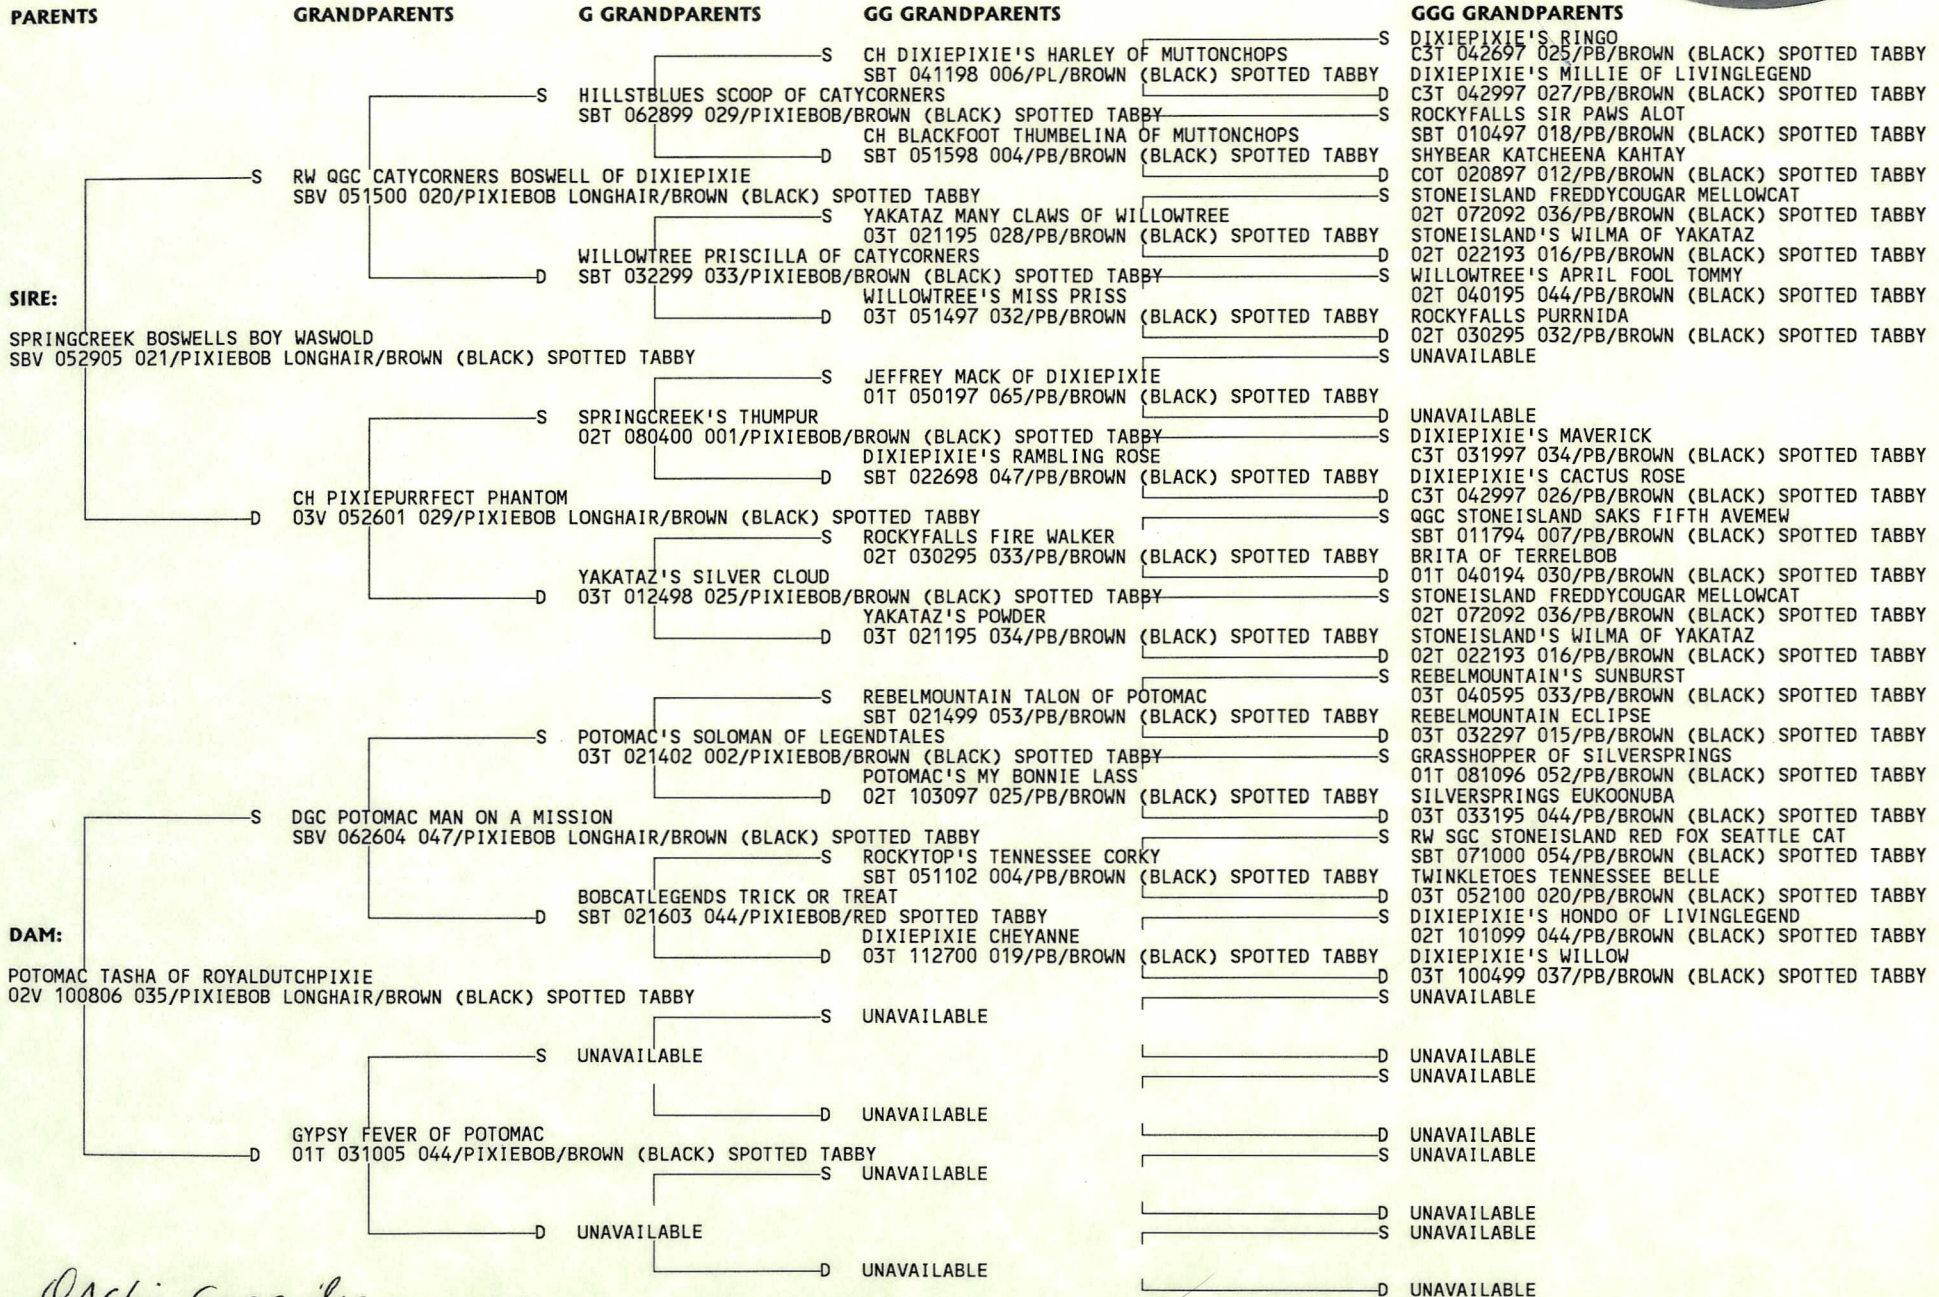 PARENTS GRANDPARENTS G GRANDPARENTS GG GRANDPARENTS GGG GRANDPARENTS
S DIXIEPIXIE'S RINGO
S CH DIXIEPIXIE'S HARLEY OF MUTTONCHOPS C3T 042697 025/PB/BROWN (BLACK) SPOTTED TABBY
SBT 041198 006/PL/BROWN (BLACK) SPOTTED TABBY DIXIEPIXIE'S MILLIE OF LIVINGLEGEND
S HILLSTBLUES SCOOP OF CATYCORNERS D C3T 042997 027/PB/BROWN (BLACK) SPOTTED TABBY
SBT 062899 029/PIXIEBOB/BROWN (BLACK) SPOTTED TABBY S ROCKYFALLS SIR PAWS ALOT
CH BLACKFOOT THUMBELINA OF MUTTONCHOPS SBT 010497 018/PB/BROWN (BLACK) SPOTTED TABBY
D SBT 051598 004/PB/BROWN (BLACK) SPOTTED TABBY SHYBEAR KATCHEENA KAHTAY
S RW QGC CATYCORNERS BOSWELL OF DIXIEPIXIE D COT 020897 012/PB/BROWN (BLACK) SPOTTED TABBY
SBV 051500 020/PIXIEBOB LONGHAIR/BROWN (BLACK) SPOTTED TABBY S STONEISLAND FREDDYCOUGAR MELLOWCAT
S YAKATAZ MANY CLAWS OF WILLOWTREE 02T 072092 036/PB/BROWN (BLACK) SPOTTED TABBY
03T 021195 028/PB/BROWN (BLACK) SPOTTED TABBY STONEISLAND'S WILMA OF YAKATAZ
WILLOWTREE PRISCILLA OF CATYCORNERS D 02T 022193 016/PB/BROWN (BLACK) SPOTTED TABBY
D SBT 032299 033/PIXIEBOB/BROWN (BLACK) SPOTTED TABBY S WILLOWTREE'S APRIL FOOL TOMMY
SIRE: WILLOWTREE'S MISS PRISS 02T 040195 044/PB/BROWN (BLACK) SPOTTED TABBY
D 03T 051497 032/PB/BROWN (BLACK) SPOTTED TABBY ROCKYFALLS PURRNIDA
SPRINGCREEK BOSWELLS BOY WASWOLD D 02T 030295 032/PB/BROWN (BLACK) SPOTTED TABBY
SBV 052905 021/PIXIEBOB LONGHAIR/BROWN (BLACK) SPOTTED TABBY S UNAVAILABLE
S JEFFREY MACK OF DIXIEPIXIE
01T 050197 065/PB/BROWN (BLACK) SPOTTED TABBY
S SPRINGCREEK'S THUMPUR D UNAVAILABLE
02T 080400 001/PIXIEBOB/BROWN (BLACK) SPOTTED TABBY S DIXIEPIXIE'S MAVERICK
DIXIEPIXIE'S RAMBLING ROSE C3T 031997 034/PB/BROWN (BLACK) SPOTTED TABBY
D SBT 022698 047/PB/BROWN (BLACK) SPOTTED TABBY DIXIEPIXIE'S CACTUS ROSE
CH PIXIEPURRFECT PHANTOM D C3T 042997 026/PB/BROWN (BLACK) SPOTTED TABBY
D 03V 052601 029/PIXIEBOB LONGHAIR/BROWN (BLACK) SPOTTED TABBY S QGC STONEISLAND SAKS FIFTH AVEMEW
S ROCKYFALLS FIRE WALKER SBT 011794 007/PB/BROWN (BLACK) SPOTTED TABBY
02T 030295 033/PB/BROWN (BLACK) SPOTTED TABBY BRITA OF TERRELBOB
YAKATAZ'S SILVER CLOUD D 01T 040194 030/PB/BROWN (BLACK) SPOTTED TABBY
D 03T 012498 025/PIXIEBOB/BROWN (BLACK) SPOTTED TABBY S STONEISLAND FREDDYCOUGAR MELLOWCAT
YAKATAZ'S POWDER 02T 072092 036/PB/BROWN (BLACK) SPOTTED TABBY
D 03T 021195 034/PB/BROWN (BLACK) SPOTTED TABBY STONEISLAND'S WILMA OF YAKATAZ
D 02T 022193 016/PB/BROWN (BLACK) SPOTTED TABBY
S REBELMOUNTAIN'S SUNBURST
S REBELMOUNTAIN TALON OF POTOMAC 03T 040595 033/PB/BROWN (BLACK) SPOTTED TABBY
SBT 021499 053/PB/BROWN (BLACK) SPOTTED TABBY REBELMOUNTAIN ECLIPSE
S POTOMAC'S SOLOMAN OF LEGENDTALES D 03T 032297 015/PB/BROWN (BLACK) SPOTTED TABBY
03T 021402 002/PIXIEBOB/BROWN (BLACK) SPOTTED TABBY S GRASSHOPPER OF SILVERSPRINGS
POTOMAC'S MY BONNIE LASS 01T 081096 052/PB/BROWN (BLACK) SPOTTED TABBY
D 02T 103097 025/PB/BROWN (BLACK) SPOTTED TABBY SILVERSPRINGS EUKOONUBA
S DGC POTOMAC MAN ON A MISSION D 03T 033195 044/PB/BROWN (BLACK) SPOTTED TABBY
SBV 062604 047/PIXIEBOB LONGHAIR/BROWN (BLACK) SPOTTED TABBY S RW SGC STONEISLAND RED FOX SEATTLE CAT
S ROCKYTOP'S TENNESSEE CORKY SBT 071000 054/PB/BROWN (BLACK) SPOTTED TABBY
SBT 051102 004/PB/BROWN (BLACK) SPOTTED TABBY TWINKLETOES TENNESSEE BELLE
BOBCATLEGENDS TRICK OR TREAT D 03T 052100 020/PB/BROWN (BLACK) SPOTTED TABBY
D SBT 021603 044/PIXIEBOB/RED SPOTTED TABBY S DIXIEPIXIE'S HONDO OF LIVINGLEGEND
DAM: DIXIEPIXIE CHEYANNE 02T 101099 044/PB/BROWN (BLACK) SPOTTED TABBY
D 03T 112700 019/PB/BROWN (BLACK) SPOTTED TABBY DIXIEPIXIE'S WILLOW
POTOMAC TASHA OF ROYALDUTCHPIXIE D 03T 100499 037/PB/BROWN (BLACK) SPOTTED TABBY
02V 100806 035/PIXIEBOB LONGHAIR/BROWN (BLACK) SPOTTED TABBY S UNAVAILABLE
S UNAVAILABLE
S UNAVAILABLE D UNAVAILABLE
S UNAVAILABLE
D UNAVAILABLE
GYPSY FEVER OF POTOMAC D UNAVAILABLE
D 01T 031005 044/PIXIEBOB/BROWN (BLACK) SPOTTED TABBY S UNAVAILABLE
S UNAVAILABLE
D UNAVAILABLE
D UNAVAILABLE S UNAVAILABLE
D UNAVAILABLE
D UNAVAILABLE